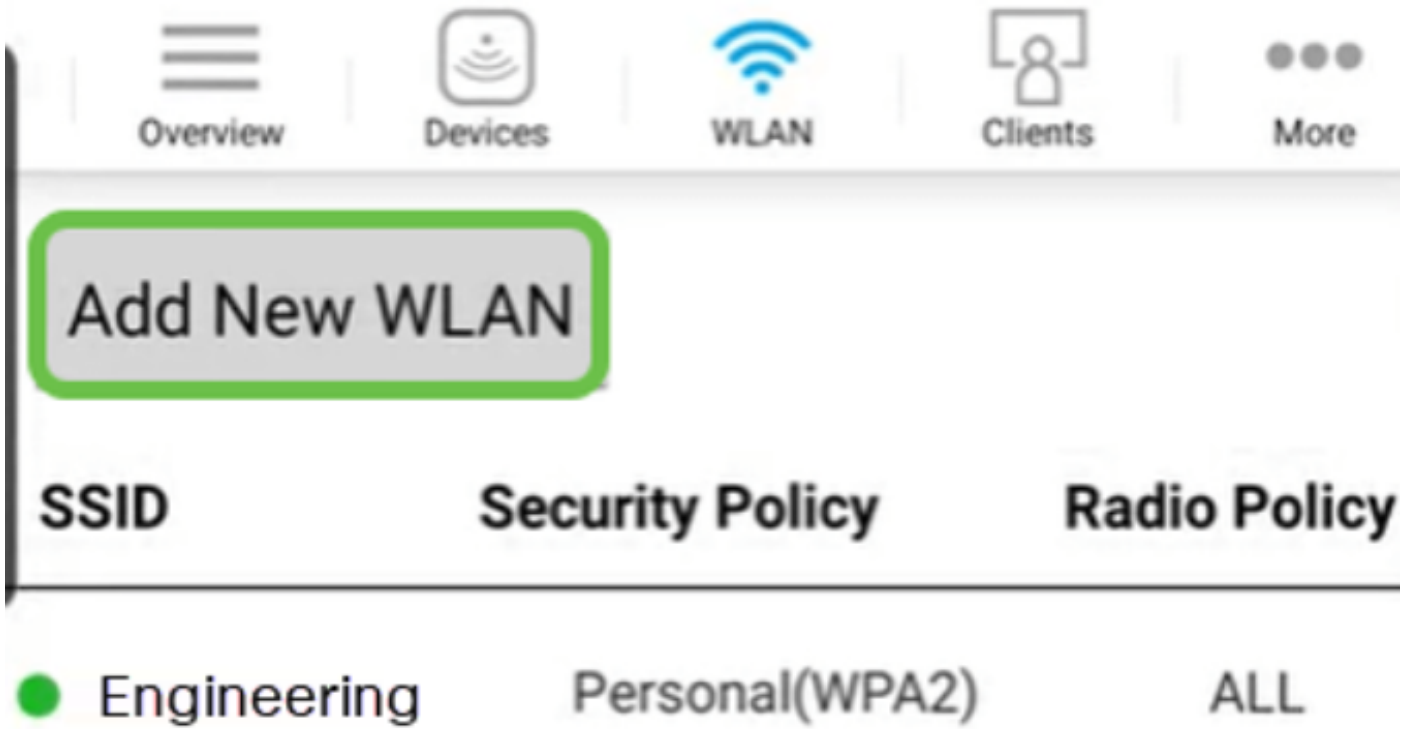 Overview Devices WLAN Clients More
Add New WLAN
SSID Security Policy Radio Policy
Engineering Personal(WPA2) ALL